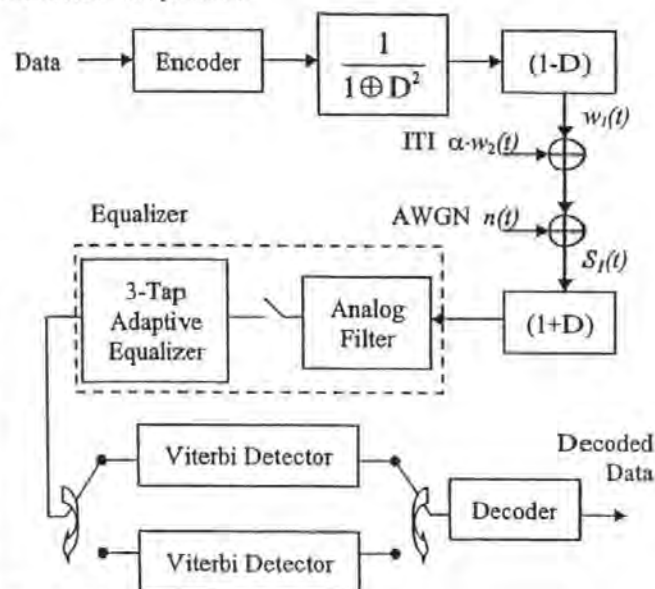 Data
Encoder
1
1⊕D²
(1-D)
w₁(t)
ITI α·w₂(t)
AWGN n(t)
S₁(t)
(1+D)
Equalizer
3-Tap
Adaptive
Equalizer
Analog
Filter
Viterbi Detector
Viterbi Detector
Decoder
Decoded
Data